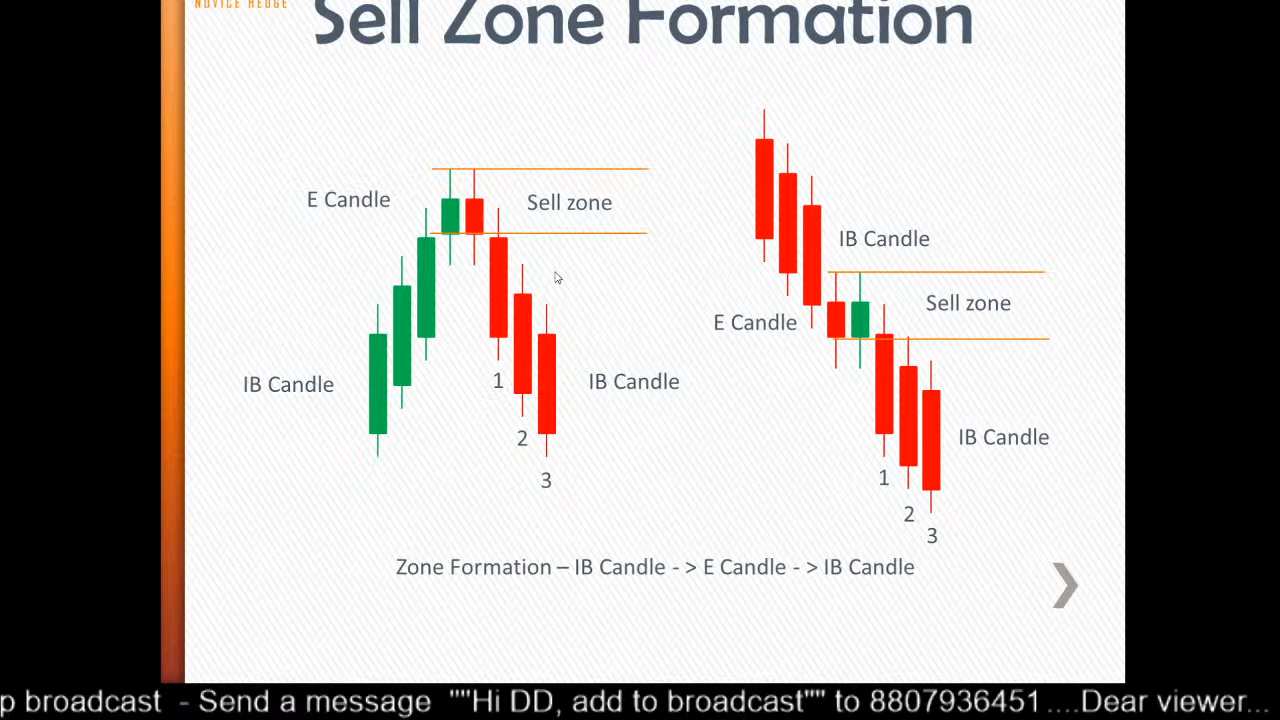 NOVICE HEDGE
Sell Zone Formation
E Candle
Sell zone
IB Candle
1
IB Candle
2
3
IB Candle
Sell zone
E Candle
IB Candle
1
2
3
Zone Formation – IB Candle - > E Candle - > IB Candle
p broadcast - Send a message ""Hi DD, add to broadcast"" to 8807936451 ....Dear viewer...